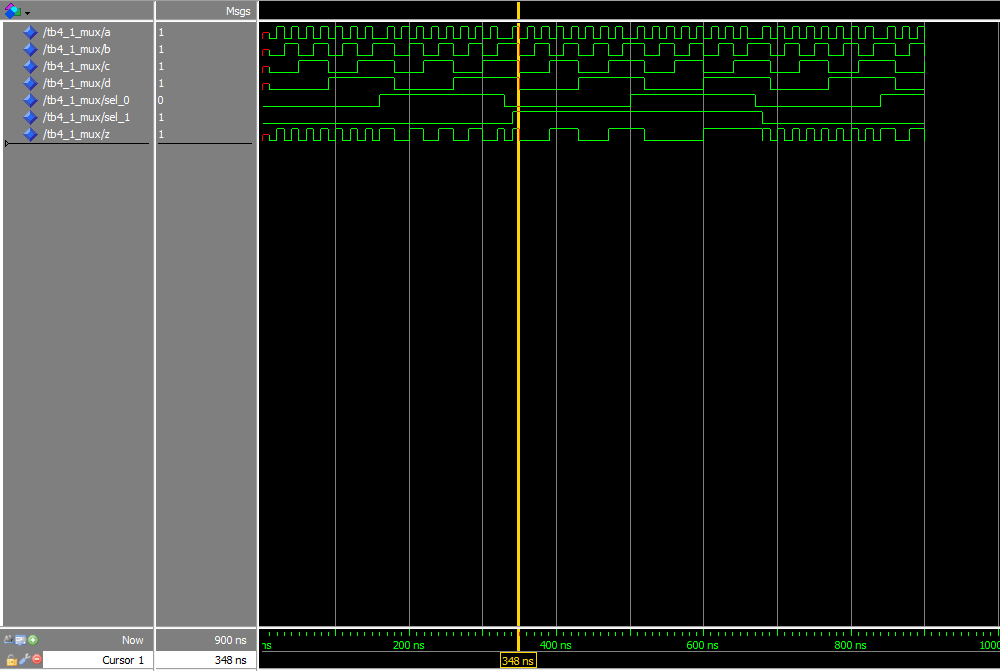 Msgs
/tb4_1_mux/a 1
/tb4_1_mux/b 1
/tb4_1_mux/c 1
/tb4_1_mux/d 1
/tb4_1_mux/sel_0 0
/tb4_1_mux/sel_1 1
/tb4_1_mux/z 1
Now 900 ns ns 200 ns 400 ns 600 ns 800 ns 1000
Cursor 1 348 ns 348 ns